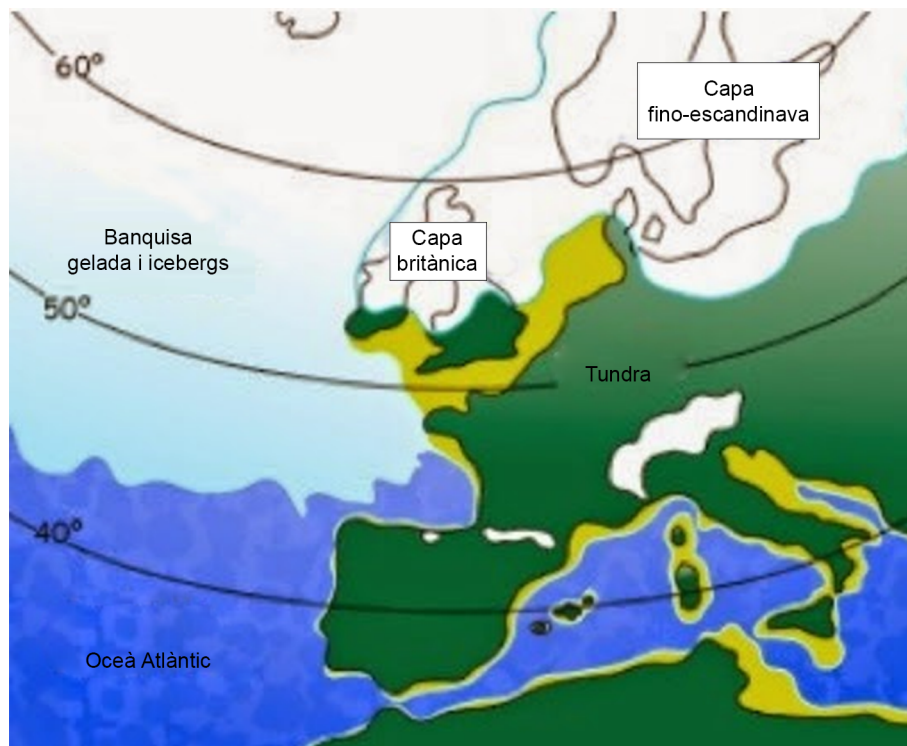 60º
Capa
fino-escandinava
Banquisa
gelada i icebergs
Capa
britànica
50º
Tundra
40º
Oceà Atlàntic